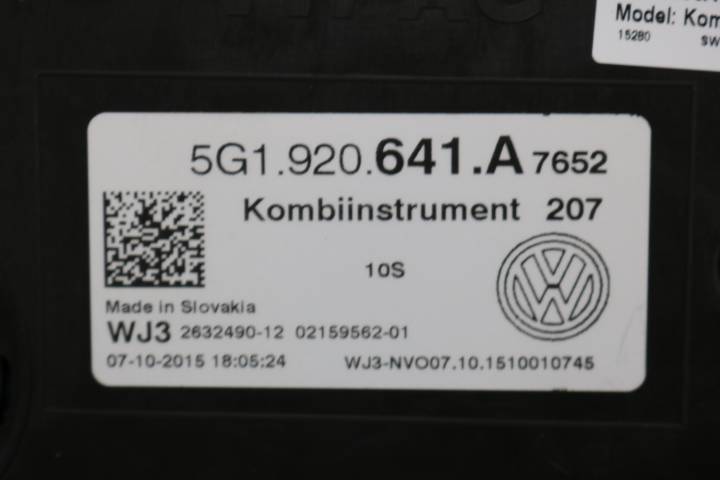 Model: Kom
15280 SW
5G1.920.641.A 7652
Kombiinstrument 207
10S
Made in Slovakia
WJ3 2632490-12 02159562-01
07-10-2015 18:05:24 WJ3-NVO07.10.1510010745